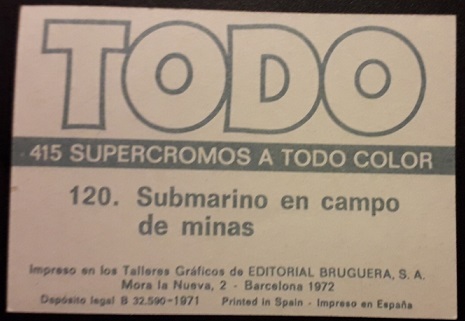 TODO
415 SUPERCROMOS A TODO COLOR
120. Submarino en campo
de minas
Impreso en los Talleres Gráficos de EDITORIAL BRUGUERA, S. A.
Mora la Nueva, 2 - Barcelona 1972
Depósito legal B 32.590-1971 Printed in Spain - Impreso en España